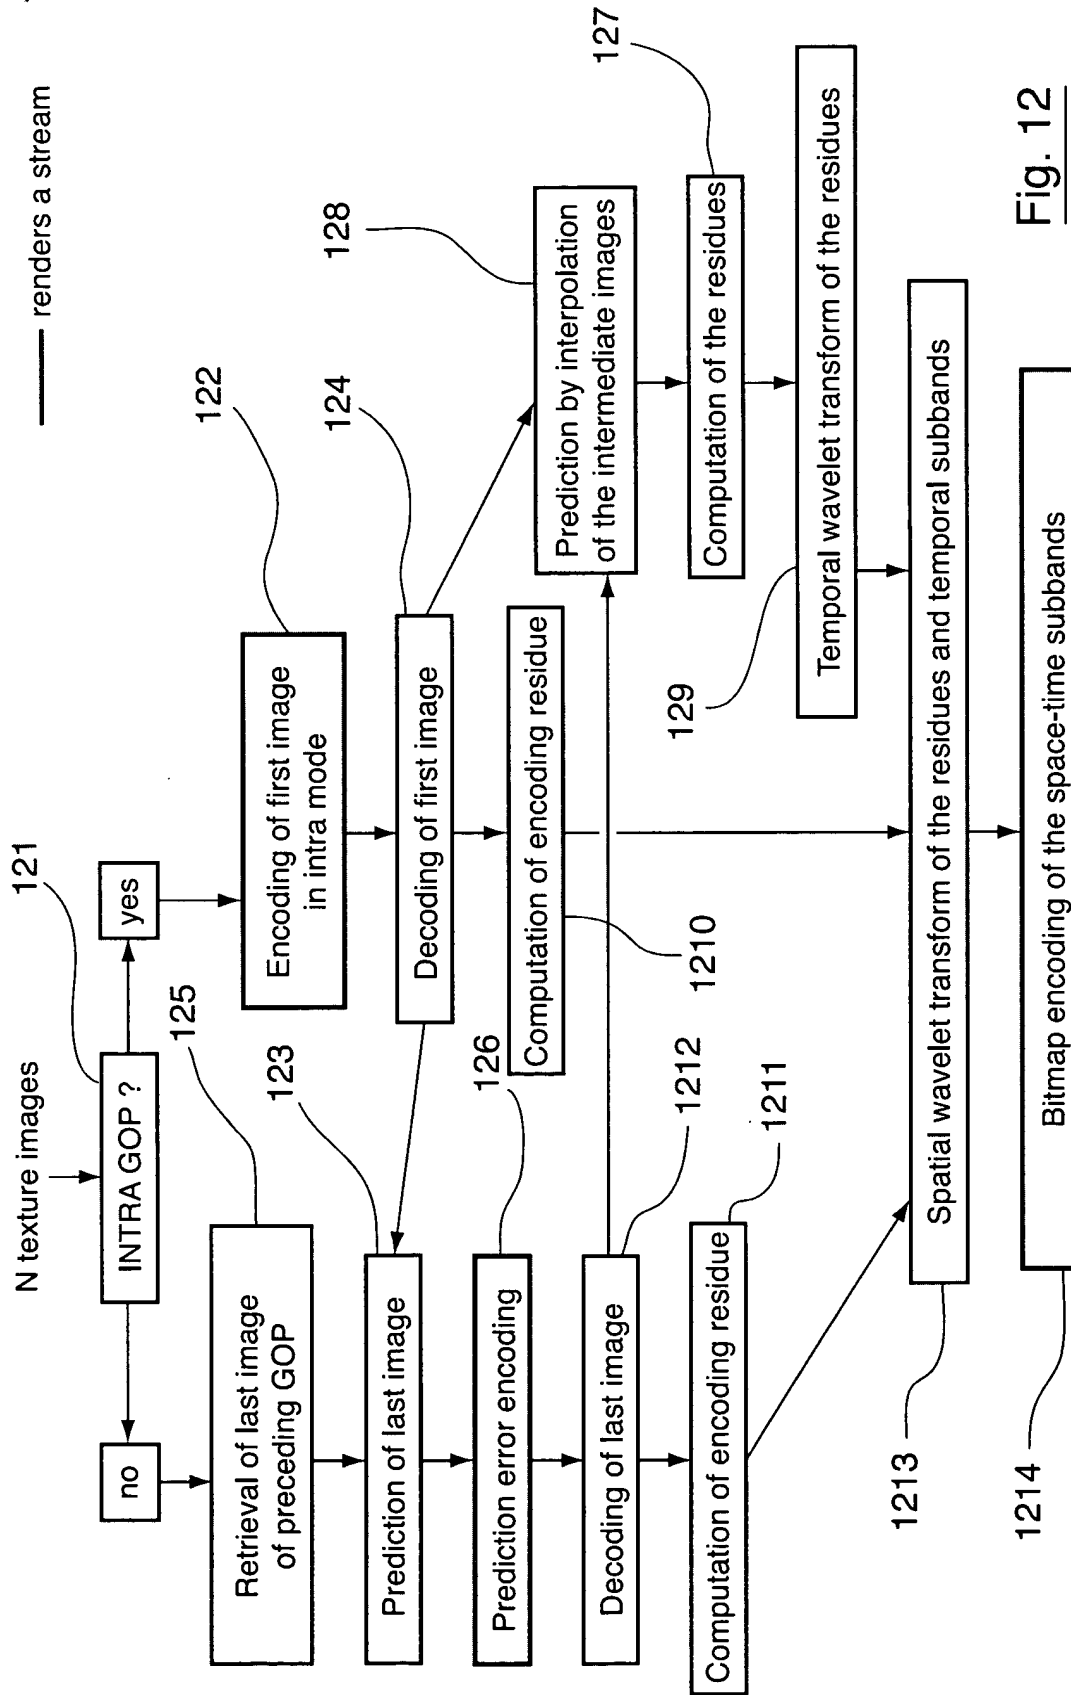 renders a stream
N texture images
121
INTRA GOP ?
no
yes
125
Retrieval of last image
of preceding GOP
122
Encoding of first image
in intra mode
123
Prediction of last image
124
Decoding of first image
126
Prediction error encoding
Computation of encoding residue
1210
128
Prediction by interpolation
of the intermediate images
1212
Decoding of last image
1211
Computation of encoding residue
127
Computation of the residues
129
Temporal wavelet transform of the residues
1213
Spatial wavelet transform of the residues and temporal subbands
1214
Bitmap encoding of the space-time subbands
Fig. 12